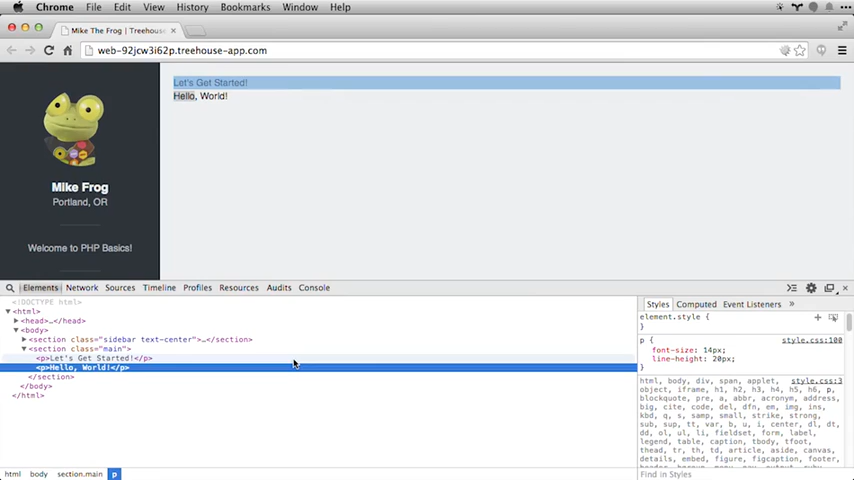 Chrome File Edit View History Bookmarks Window Help
Mike The Frog | Treehouse
web-92jcw3i62p.treehouse-app.com
Let's Get Started!
Hello, World!
Mike Frog
Portland, OR
Welcome to PHP Basics!
Elements Network Sources Timeline Profiles Resources Audits Console
<!DOCTYPE html>
<html>
<head>…</head>
<body>
<section class="sidebar text-center">…</section>
<section class="main">
<p>Let's Get Started!</p>
<p>Hello, World!</p>
</section>
</body>
</html>
html body section.main p
Styles Computed Event Listeners »
element.style {
}
p { style.css:100
font-size: 14px;
line-height: 20px;
}
html, body, div, span, applet, style.css:3
object, iframe, h1, h2, h3, h4, h5, h6, p,
blockquote, pre, a, abbr, acronym, address,
big, cite, code, del, dfn, em, img, ins,
kbd, q, s, samp, small, strike, strong,
sub, sup, tt, var, b, u, i, center, dl, dt,
dd, ol, ul, li, fieldset, form, label,
legend, table, caption, tbody, tfoot,
thead, tr, th, td, article, aside, canvas,
details, embed, figure, figcaption, footer,
Find in Styles